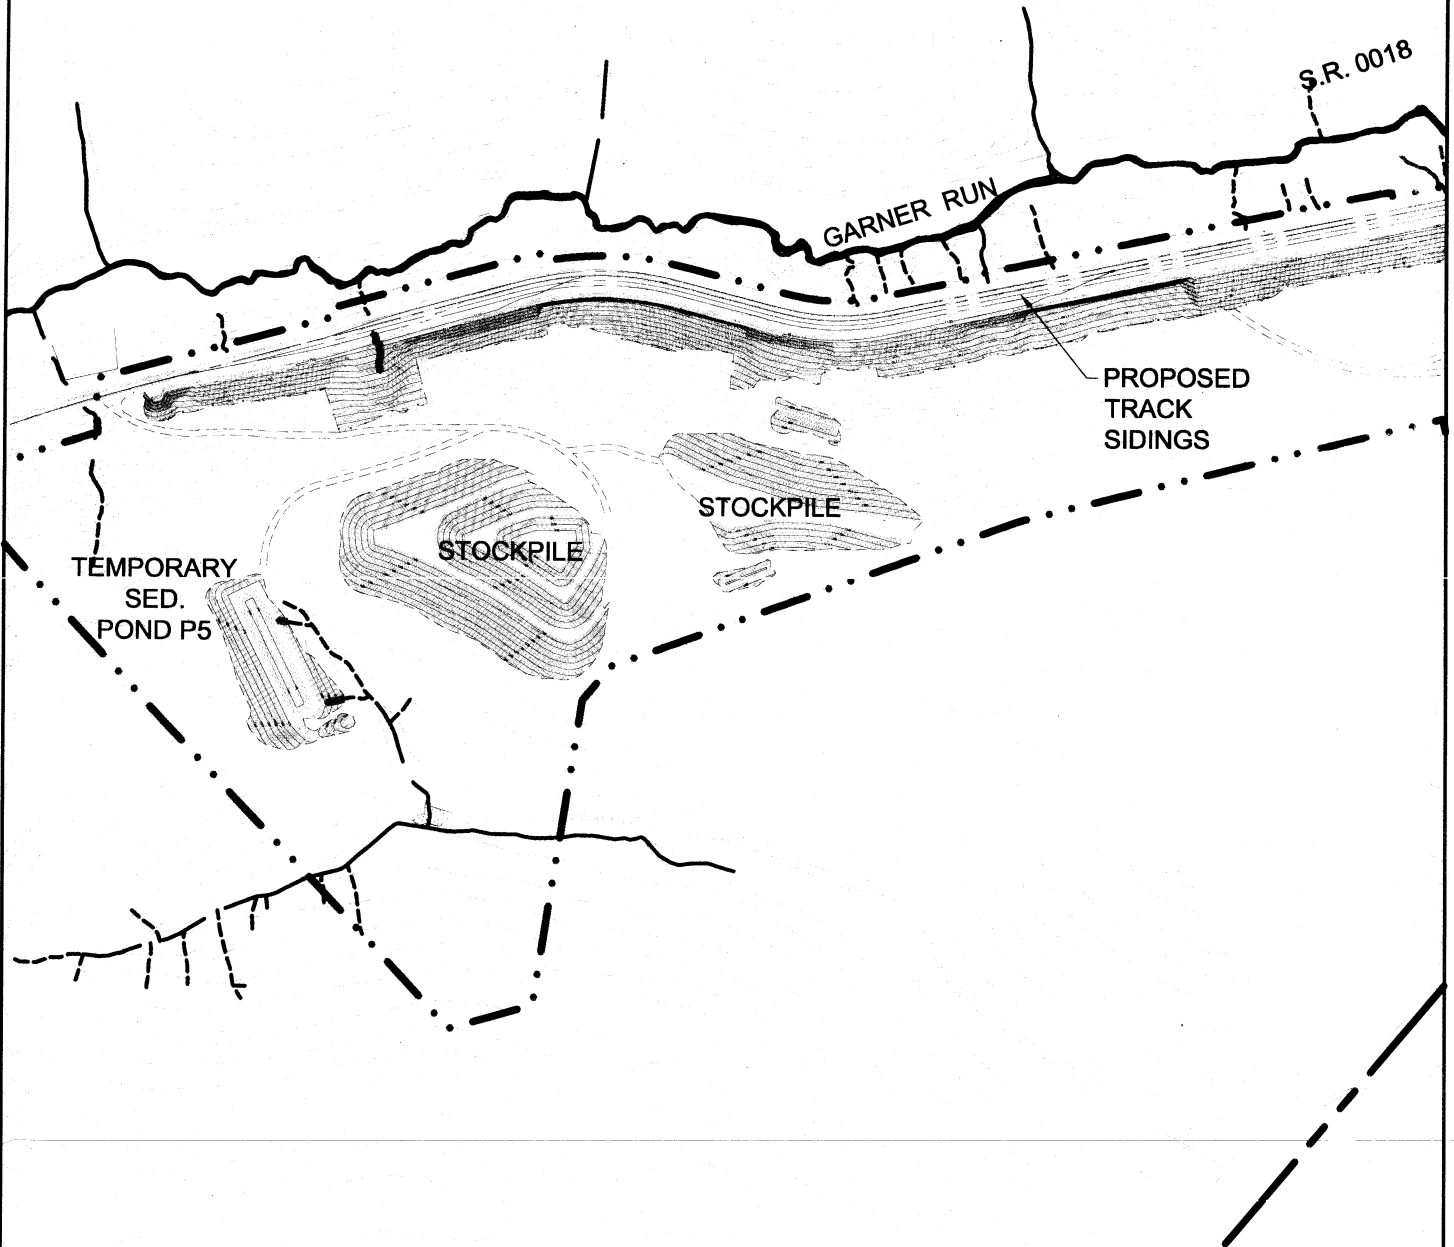 S.R. 0018
GARNER RUN
PROPOSED
TRACK
SIDINGS
STOCKPILE
STOCKPILE
TEMPORARY
SED.
POND P5